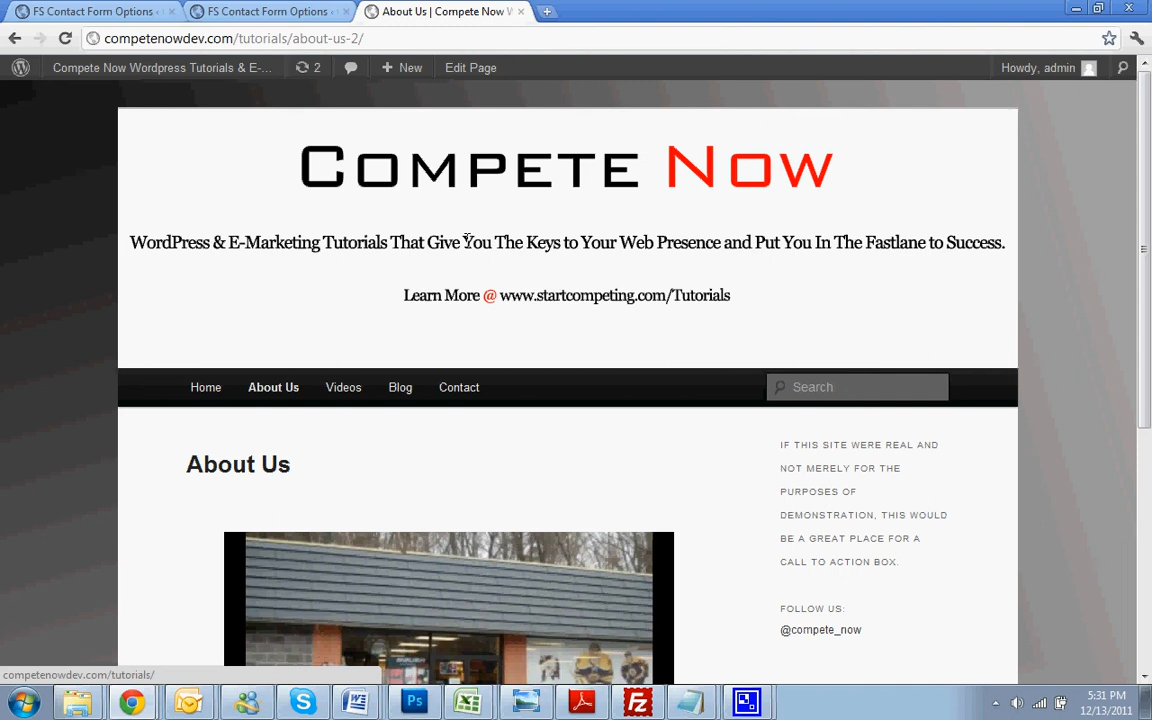 FS Contact Form Options
FS Contact Form Options
About Us | Compete Now W
competenowdev.com/tutorials/about-us-2/
Compete Now Wordpress Tutorials & E-...
2
New
Edit Page
Howdy, admin
Compete Now
WordPress & E-Marketing Tutorials That Give You The Keys to Your Web Presence and Put You In The Fastlane to Success.
Learn More @ www.startcompeting.com/Tutorials
Home
About Us
Videos
Blog
Contact
Search
About Us
IF THIS SITE WERE REAL AND
NOT MERELY FOR THE
PURPOSES OF
DEMONSTRATION, THIS WOULD
BE A GREAT PLACE FOR A
CALL TO ACTION BOX.
FOLLOW US:
@compete_now
competenowdev.com/tutorials/
5:31 PM
12/13/2011